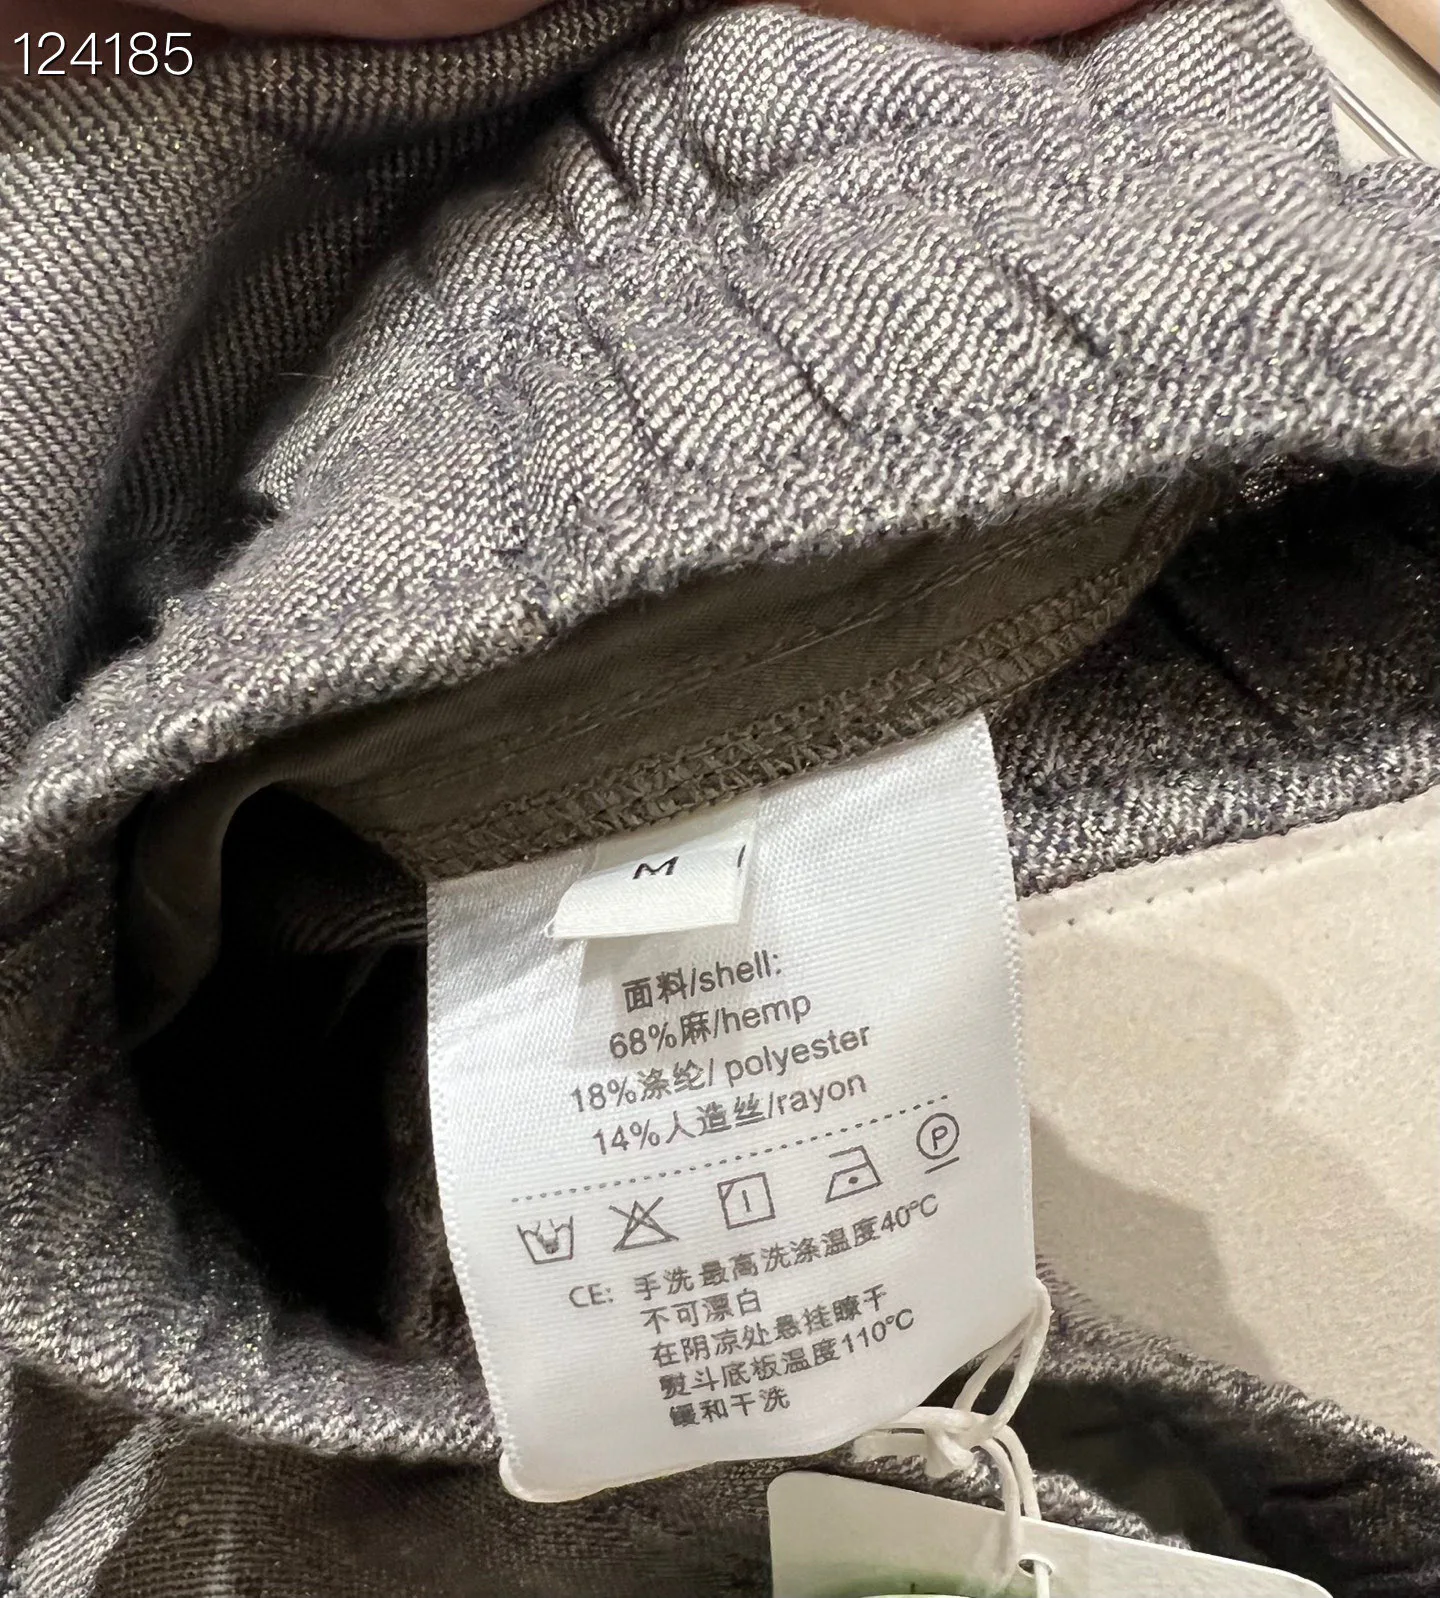 124185
M
面料/shell:
68%麻/hemp
18%涤纶/ polyester
14%人造丝/rayon
P
CE: 手洗最高洗涤温度40℃
不可漂白
在阴凉处悬挂晾干
熨斗底板温度110℃
缓和干洗